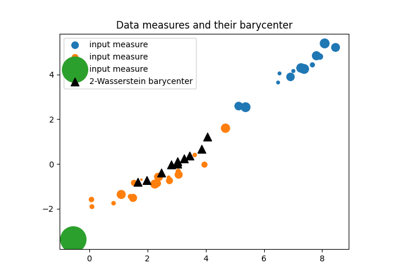 Data measures and their barycenter
input measure
input measure
input measure
2-Wasserstein barycenter
4
2
0
−2
0
2
4
6
8